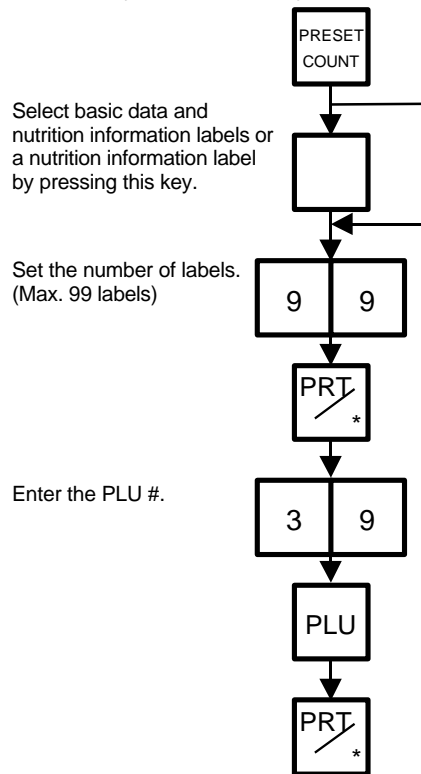 PRESET
COUNT
Select basic data and
nutrition information labels or
a nutrition information label
by pressing this key.
Set the number of labels.
(Max. 99 labels)
9 9
PRT
*
Enter the PLU #.
3 9
PLU
PRT
*